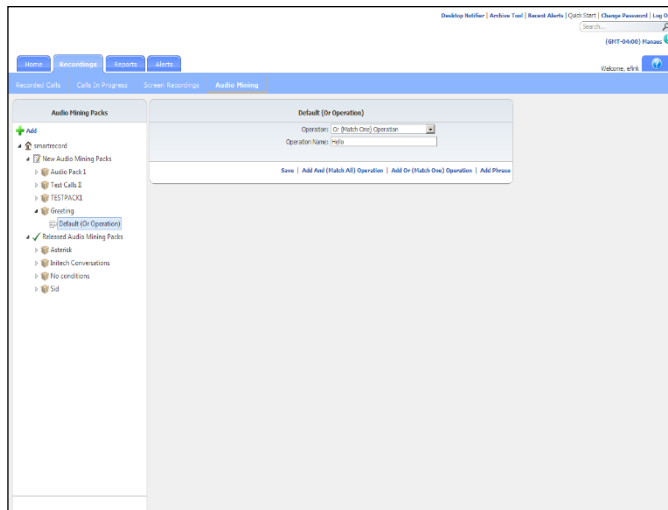 Desktop Notifier | Archive Tool | Recent Alerts | Quick Start | Change Password | Log O
Search...
(GMT-04:00) Manaus
Home Recordings Reports Alerts
Welcome, efink
Recorded Calls Calls In Progress Screen Recordings Audio Mining
Audio Mining Packs
Add
smartrecord
New Audio Mining Packs
Audio Pack 1
Test Calls 2
TESTPACK1
Greeting
Default (Or Operation)
Released Audio Mining Packs
Asterisk
Initech Conversations
No conditions
Sid
Default (Or Operation)
Operation: Or (Match One) Operation
Operation Name: Helo
Save | Add And (Match All) Operation | Add Or (Match One) Operation | Add Phrase